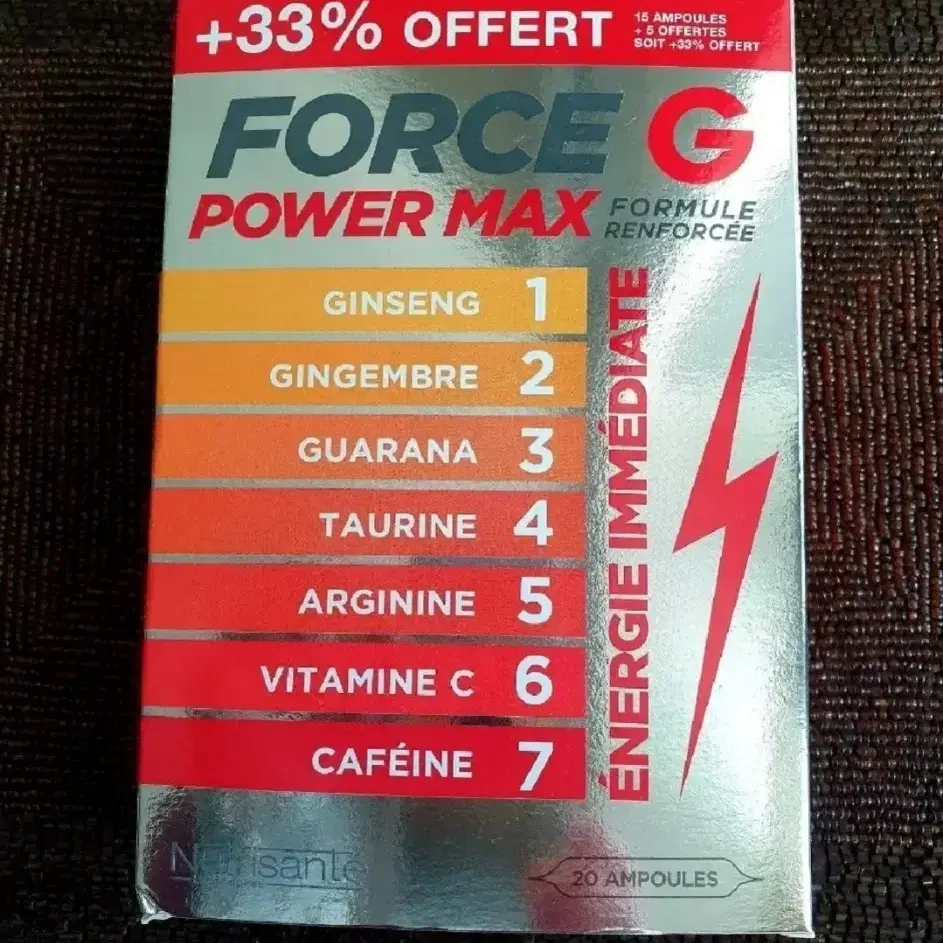 +33% OFFERT
15 AMPOULES
+ 5 OFFERTES
SOIT +33% OFFERT
FORCE G
POWER MAX
FORMULE
RENFORCÉE
GINSENG 1
GINGEMBRE 2
GUARANA 3
TAURINE 4
ARGININE 5
VITAMINE C 6
CAFÉINE 7
ÉNERGIE IMMÉDIATE
Nutrisanté
20 AMPOULES